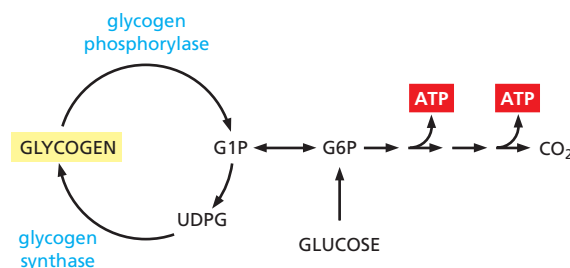 glycogen
phosphorylase
ATP ATP
GLYCOGEN G1P G6P CO₂
UDPG
glycogen
synthase
GLUCOSE